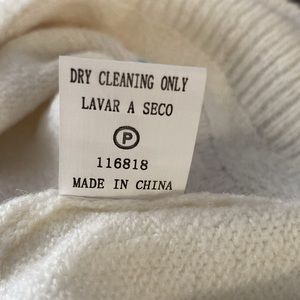 DRY CLEANING ONLY
LAVAR A SECO
P
116818
MADE IN CHINA